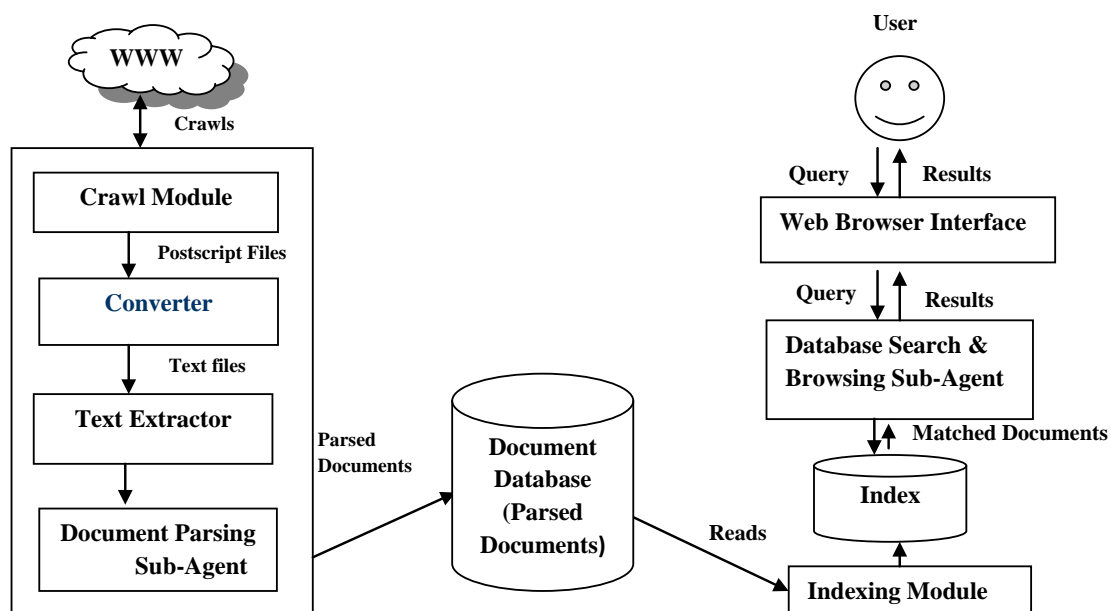 WWW
Crawls
Crawl Module
Postscript Files
Converter
Text files
Text Extractor
Document Parsing
Sub-Agent
Parsed
Documents
Document
Database
(Parsed
Documents)
Reads
User
Query
Results
Web Browser Interface
Query
Results
Database Search &
Browsing Sub-Agent
Matched Documents
Index
Indexing Module